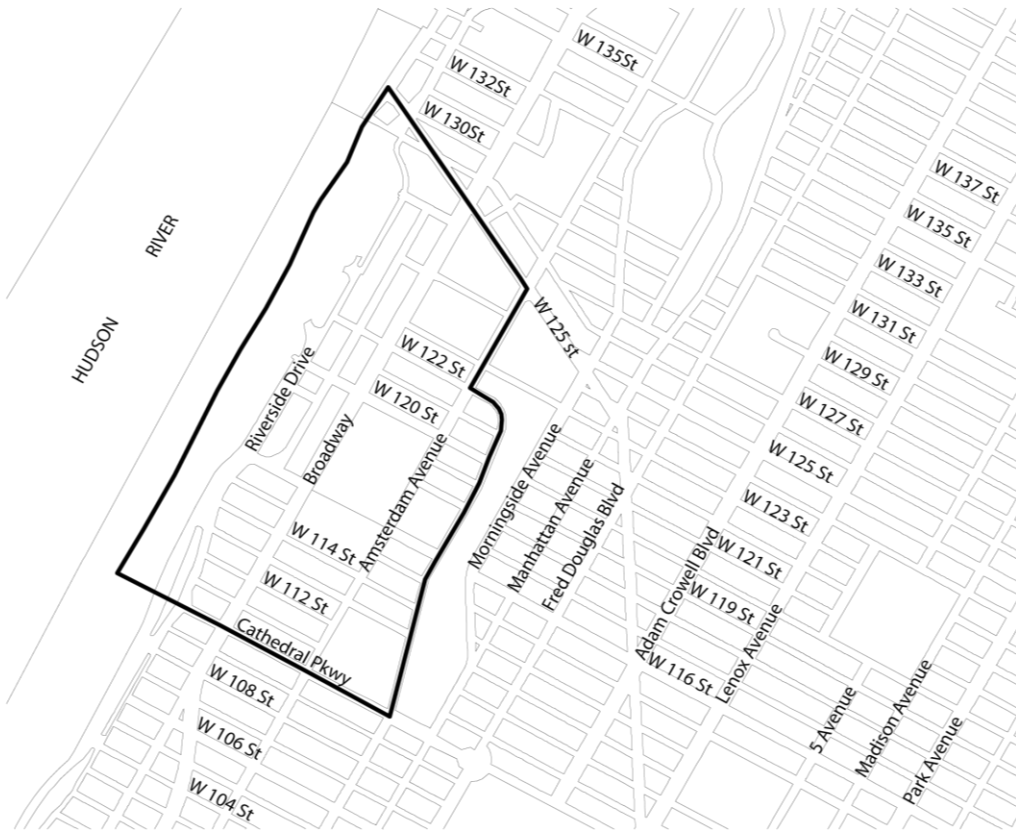 W 135St
W 132St
W 130St
W 137 St
W 135 St
RIVER
W 133 St
W 131 St
W 125 st
HUDSON
W 122 St
W 129 St
Riverside Drive
W 120 St
W 127 St
Broadway
W 125 St
Amsterdam Avenue
Morningside Avenue
Manhattan Avenue
Fred Douglas Blvd
W 123 St
W 114 St
W 121 St
W 112 St
Adam Crowell Blvd
W 119 St
Cathedral Pkwy
Lenox Avenue
W 116 St
W 108 St
5 Avenue
Madison Avenue
W 106 St
Park Avenue
W 104 St